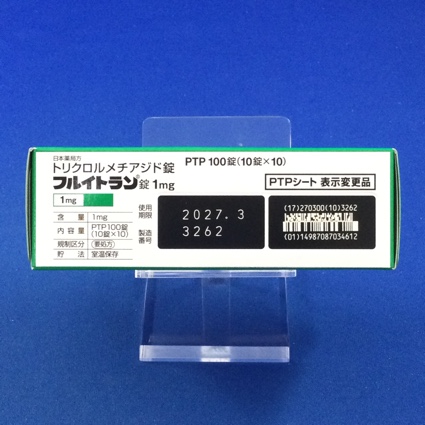 日本薬局方
トリクロルメチアジド錠
フルイトラン®錠1mg
PTP 100錠(10錠×10)
PTPシート 表示変更品
1mg
含量 1mg
内容量 PTP100錠
(10錠×10)
規制区分 要処方
貯法 室温保存
使用
期限
2027.3
製造
番号
3262
(17)270300(10)3262
(01)14987087034612